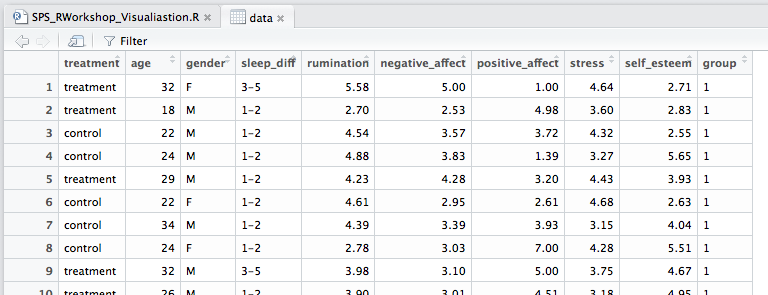 SPS_RWorkshop_Visualiastion.R × data ×
Filter
treatment age gender sleep_diff rumination negative_affect positive_affect stress self_esteem group
1 treatment 32 F 3-5 5.58 5.00 1.00 4.64 2.71 1
2 treatment 18 M 1-2 2.70 2.53 4.98 3.60 2.83 1
3 control 22 M 1-2 4.54 3.57 3.72 4.32 2.55 1
4 control 24 M 1-2 4.88 3.83 1.39 3.27 5.65 1
5 treatment 29 M 1-2 4.23 4.28 3.20 4.43 3.93 1
6 control 22 F 1-2 4.61 2.95 2.61 4.68 2.63 1
7 control 34 M 1-2 4.39 3.39 3.93 3.15 4.04 1
8 control 24 F 1-2 2.78 3.03 7.00 4.28 5.51 1
9 treatment 32 M 3-5 3.98 3.10 5.00 3.75 4.67 1
10 treatment 26 M 1-2 3.90 3.01 4.51 3.18 4.95 1